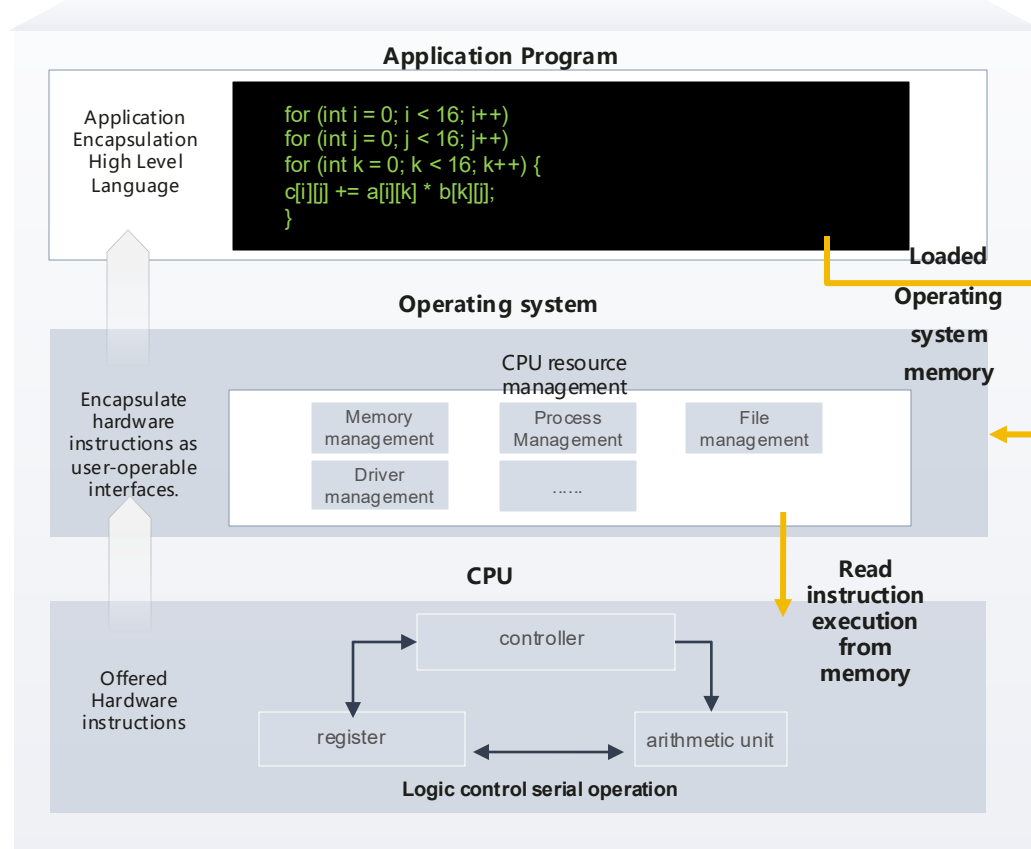 Application Program
Application
Encapsulation
High Level
Language
for (int i = 0; i < 16; i++)
for (int j = 0; j < 16; j++)
for (int k = 0; k < 16; k++) {
c[i][j] += a[i][k] * b[k][j];
}
Loaded
Operating
system
memory
Operating system
Encapsulate
hardware
instructions as
user-operable
interfaces.
CPU resource
management
Memory
management
Process
Management
File
management
Driver
management
......
CPU
Read
instruction
execution
from
memory
Offered
Hardware
instructions
controller
register
arithmetic unit
Logic control serial operation